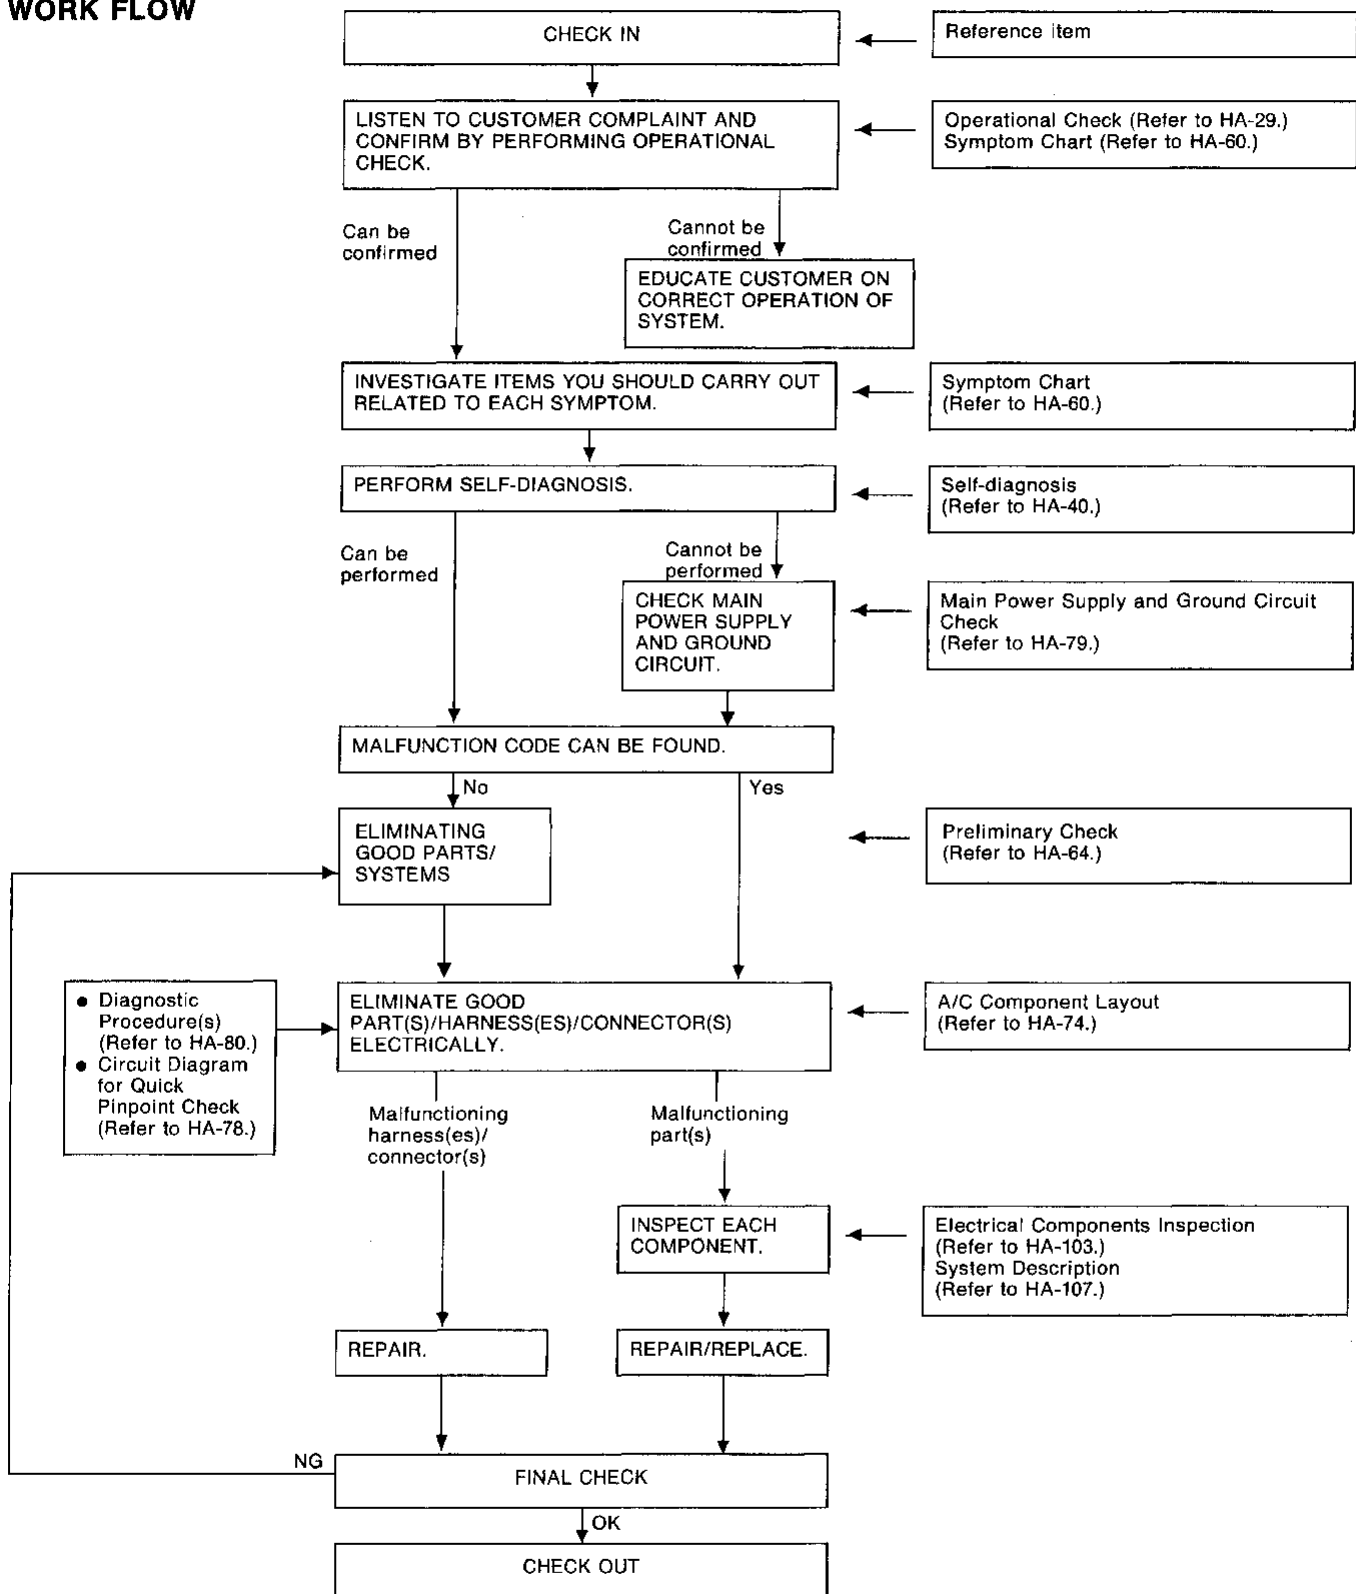 WORK FLOW
CHECK IN
Reference item
LISTEN TO CUSTOMER COMPLAINT AND
CONFIRM BY PERFORMING OPERATIONAL
CHECK.
Operational Check (Refer to HA-29.)
Symptom Chart (Refer to HA-60.)
Can be
confirmed
Cannot be
confirmed
EDUCATE CUSTOMER ON
CORRECT OPERATION OF
SYSTEM.
INVESTIGATE ITEMS YOU SHOULD CARRY OUT
RELATED TO EACH SYMPTOM.
Symptom Chart
(Refer to HA-60.)
PERFORM SELF-DIAGNOSIS.
Self-diagnosis
(Refer to HA-40.)
Can be
performed
Cannot be
performed
CHECK MAIN
POWER SUPPLY
AND GROUND
CIRCUIT.
Main Power Supply and Ground Circuit
Check
(Refer to HA-79.)
MALFUNCTION CODE CAN BE FOUND.
No
Yes
ELIMINATING
GOOD PARTS/
SYSTEMS
Preliminary Check
(Refer to HA-64.)
● Diagnostic
Procedure(s)
(Refer to HA-80.)
● Circuit Diagram
for Quick
Pinpoint Check
(Refer to HA-78.)
ELIMINATE GOOD
PART(S)/HARNESS(ES)/CONNECTOR(S)
ELECTRICALLY.
A/C Component Layout
(Refer to HA-74.)
Malfunctioning
harness(es)/
connector(s)
Malfunctioning
part(s)
INSPECT EACH
COMPONENT.
Electrical Components Inspection
(Refer to HA-103.)
System Description
(Refer to HA-107.)
REPAIR.
REPAIR/REPLACE.
NG
FINAL CHECK
OK
CHECK OUT